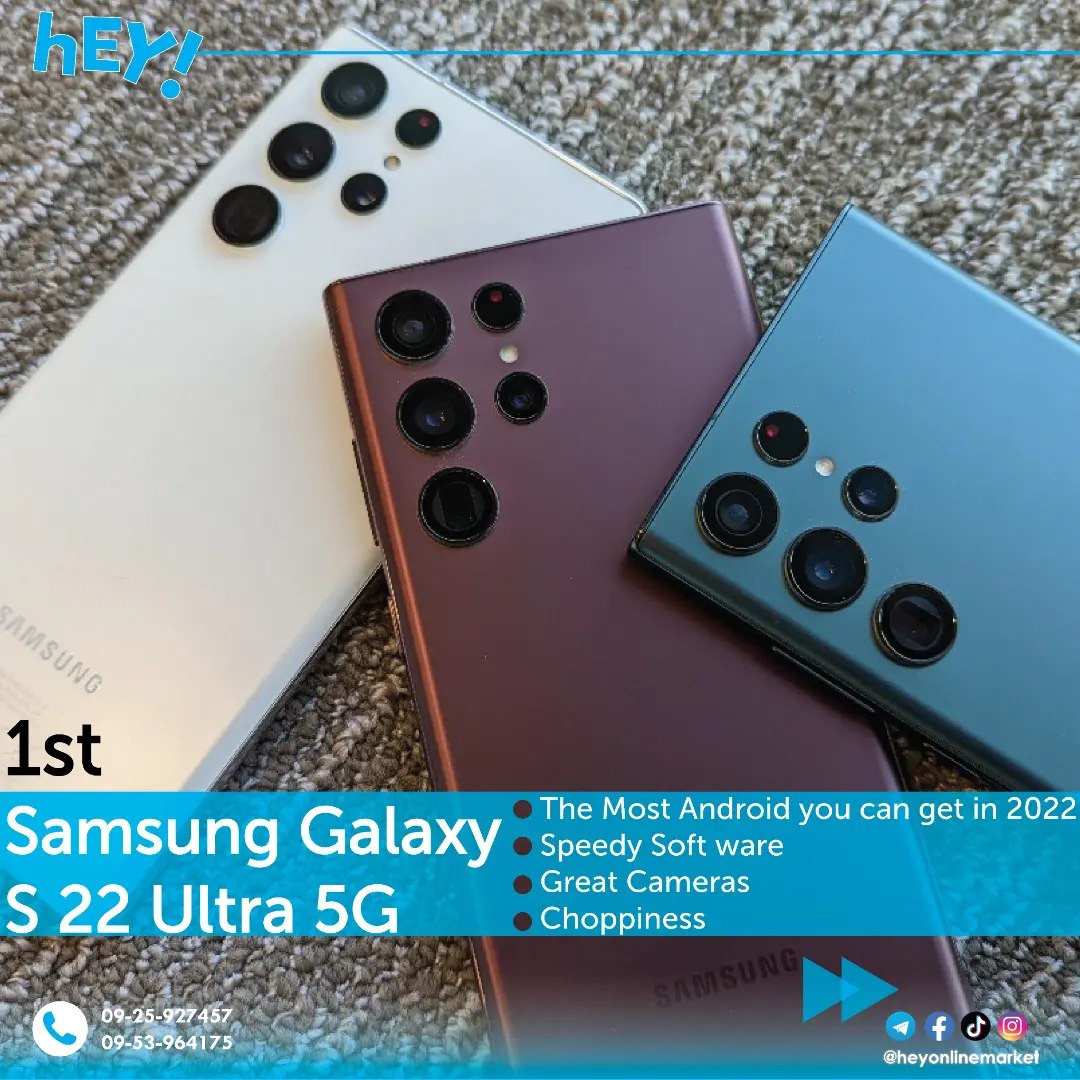 hEY!
SAMSUNG
1st
Samsung Galaxy
S 22 Ultra 5G
The Most Android you can get in 2022
Speedy Soft ware
Great Cameras
Choppiness
SAMSUNG
09-25-927457
09-53-964175
@heyonlinemarket